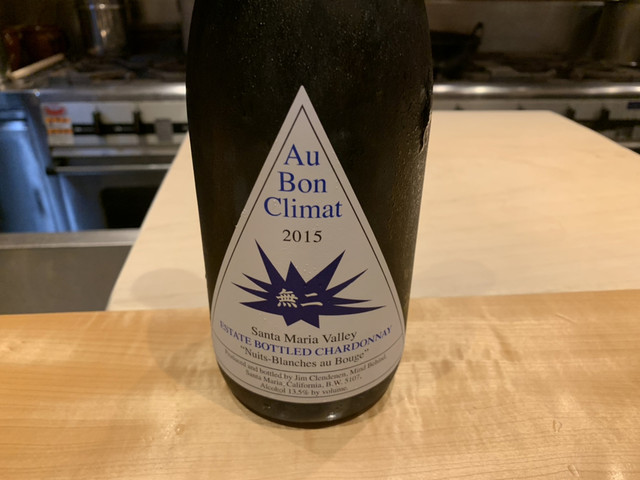 Au
Bon
Climat
2015
無二
Santa Maria Valley
ESTATE BOTTLED CHARDONNAY
"Nuits-Blanches au Bouge"
Produced and bottled by Jim Clendenen, Mind Behind
Santa Maria, California, B.W. 5107,
Alcohol 13.5% by volume.